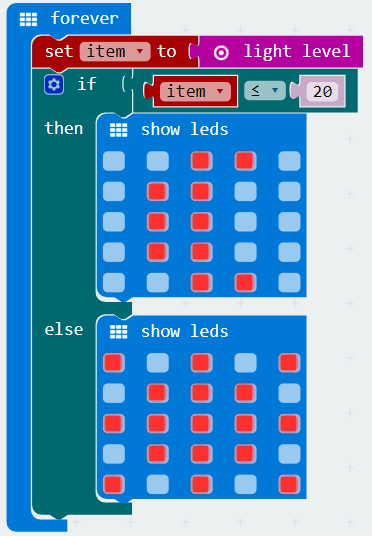 forever
set item to light level
if item ≤ 20
then show leds
else show leds